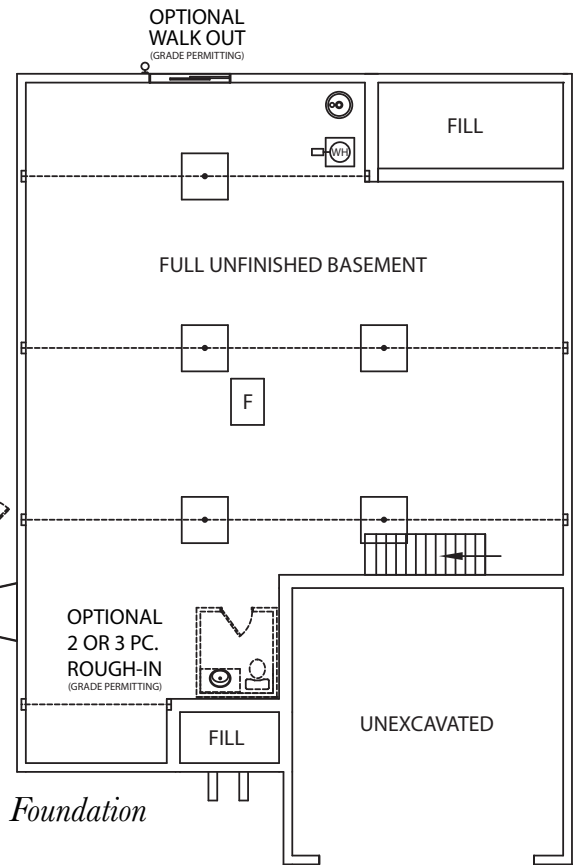 OPTIONAL
WALK OUT
(GRADE PERMITTING)
FILL
WH
FULL UNFINISHED BASEMENT
F
OPTIONAL
2 OR 3 PC.
ROUGH-IN
(GRADE PERMITTING)
FILL
UNEXCAVATED
Foundation